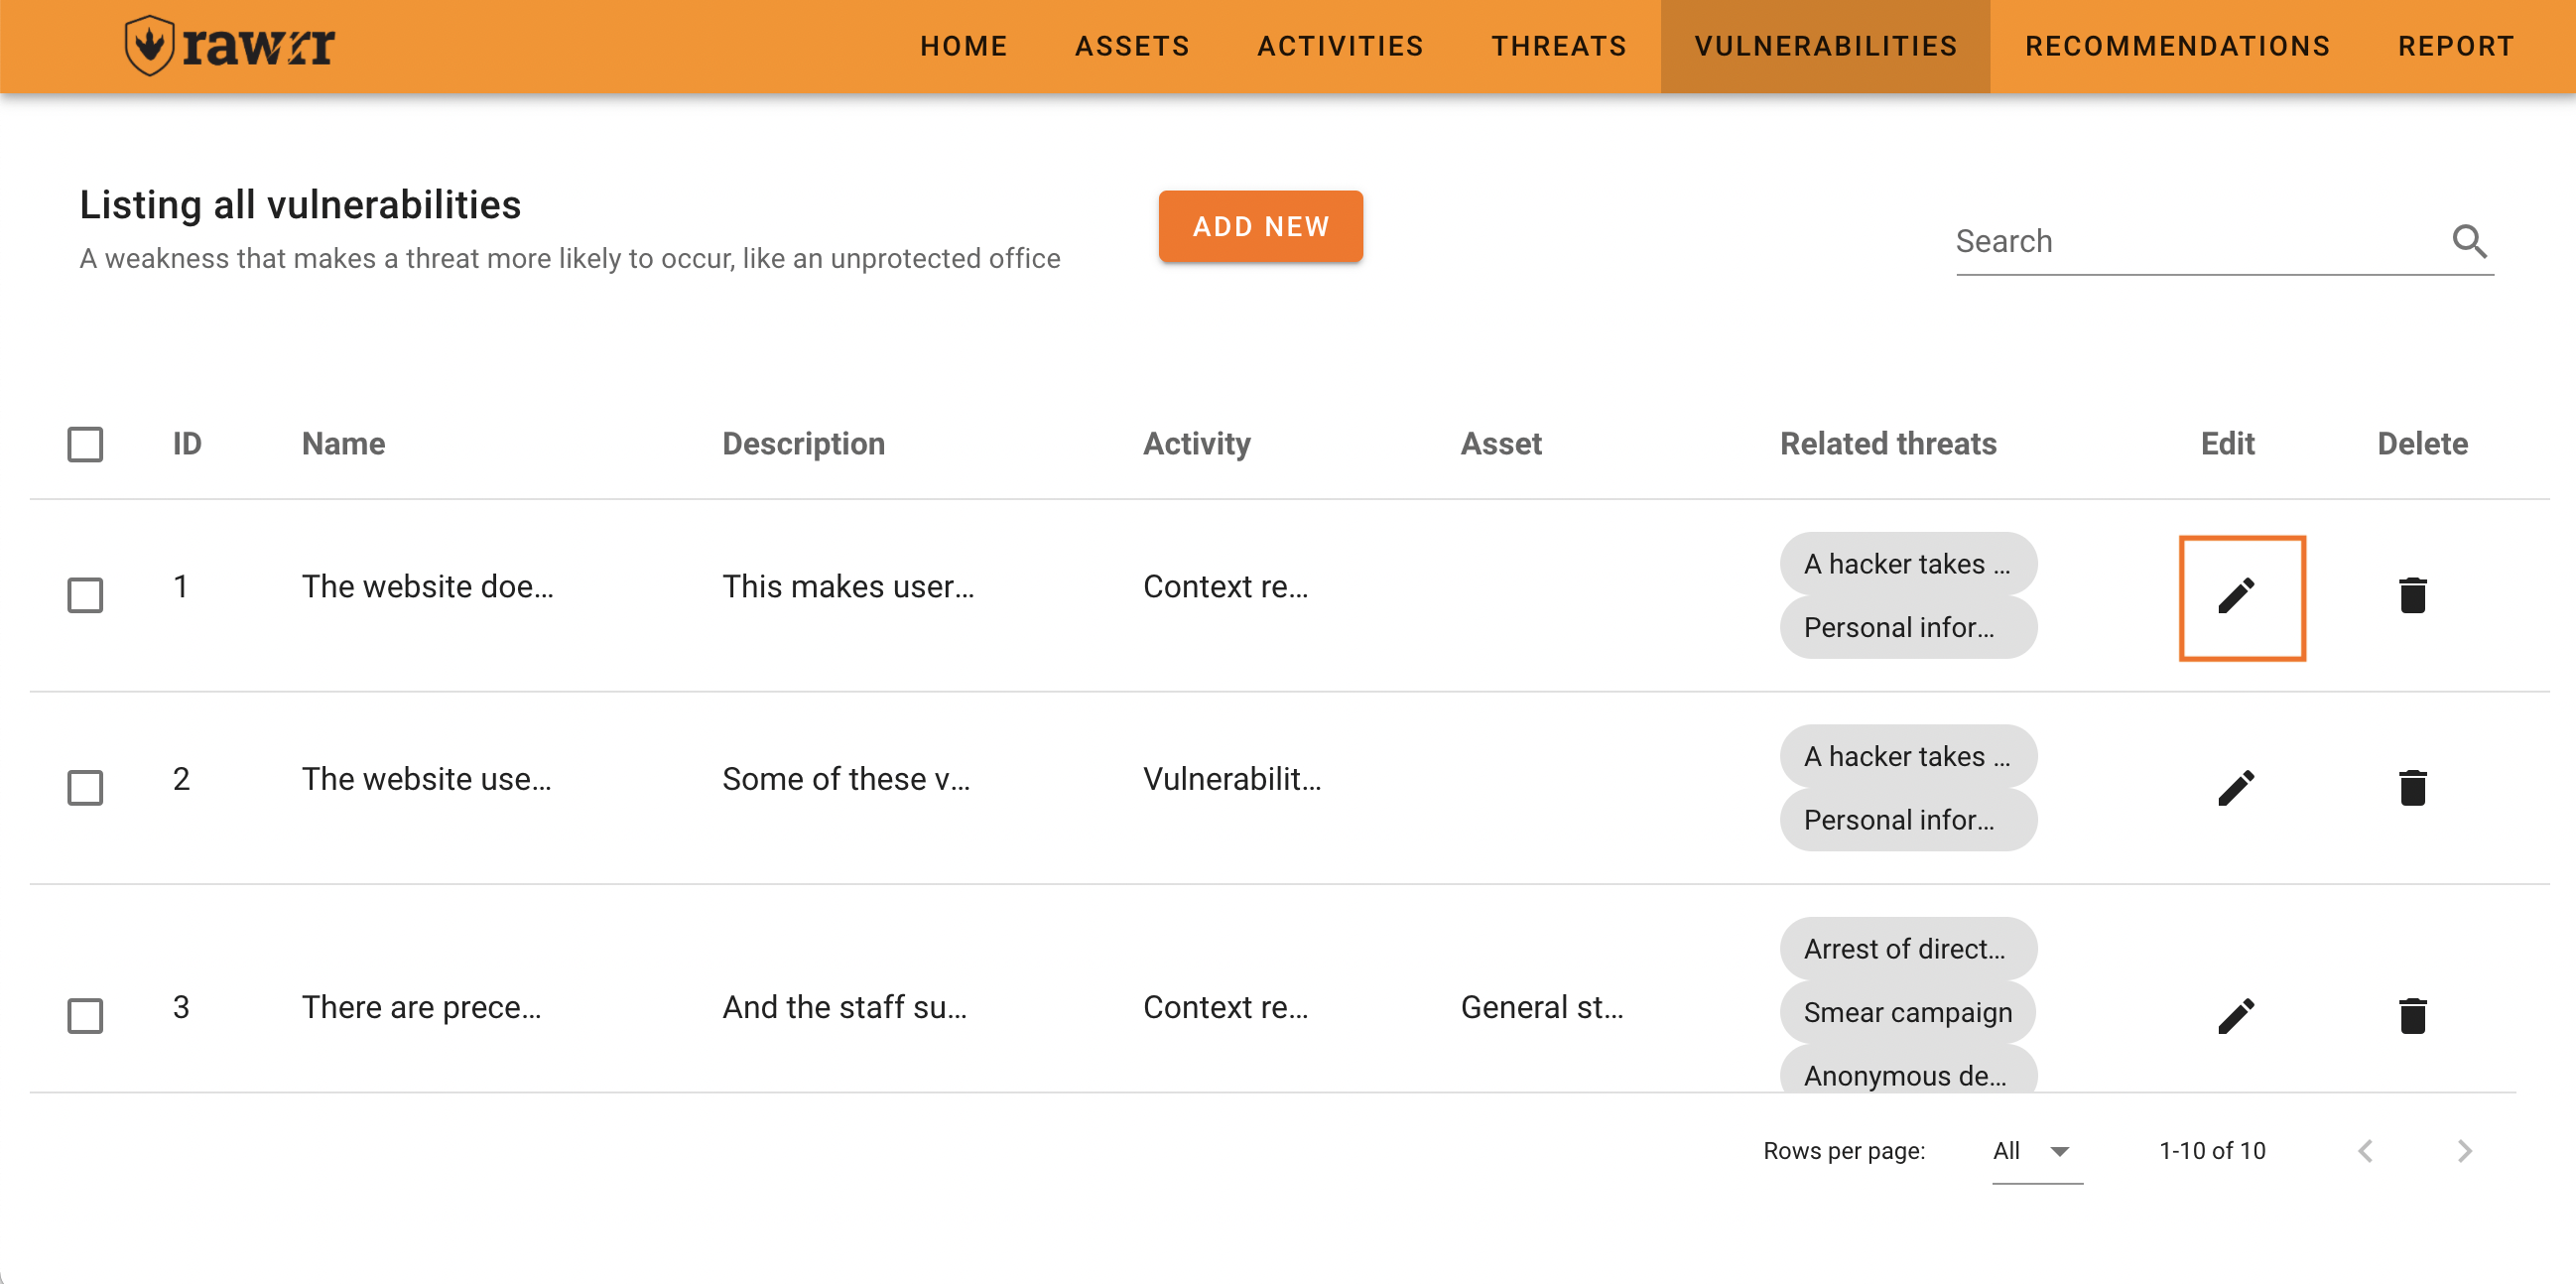 rawrr HOME ASSETS ACTIVITIES THREATS VULNERABILITIES RECOMMENDATIONS REPORT
Listing all vulnerabilities
A weakness that makes a threat more likely to occur, like an unprotected office
ADD NEW
Search
ID Name Description Activity Asset Related threats Edit Delete
1 The website doe... This makes user... Context re...
A hacker takes ...
Personal infor...
2 The website use... Some of these v... Vulnerabilit...
A hacker takes ...
Personal infor...
3 There are prece... And the staff su... Context re... General st...
Arrest of direct...
Smear campaign
Anonymous de...
Rows per page: All 1-10 of 10